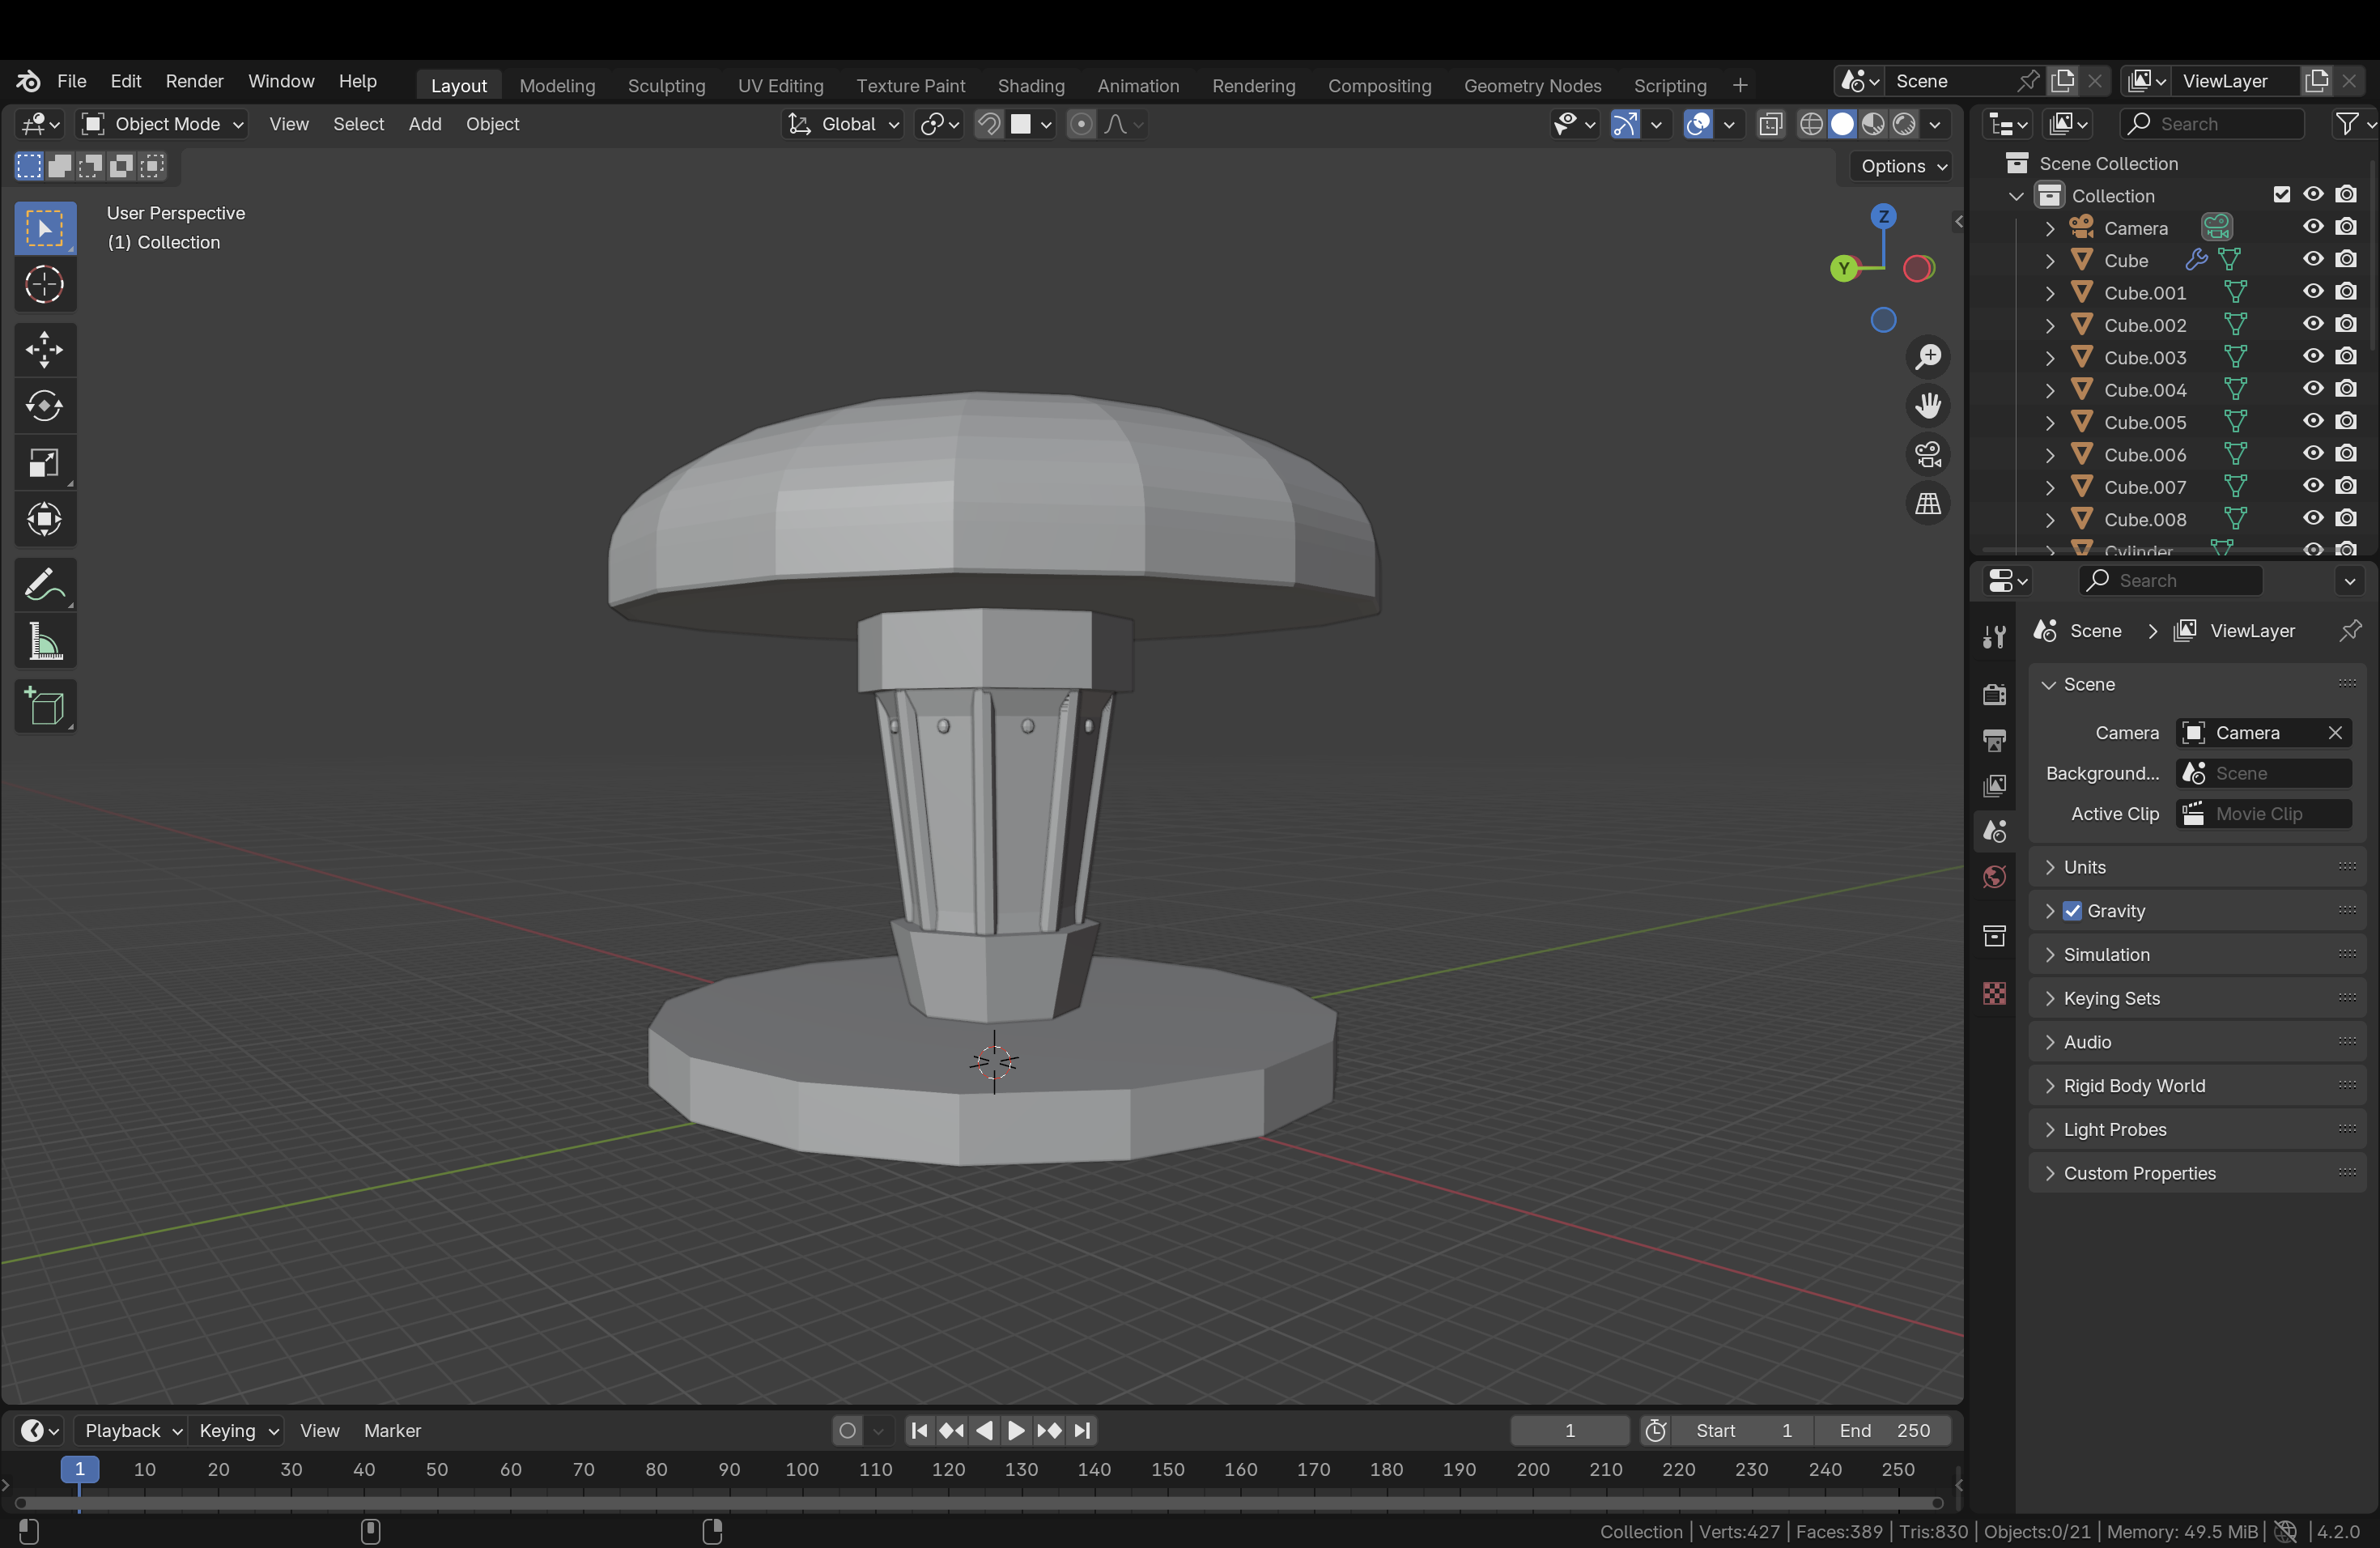 File Edit Render Window Help Layout Modeling Sculpting UV Editing Texture Paint Shading Animation Rendering Compositing Geometry Nodes Scripting + Scene ViewLayer
Object Mode View Select Add Object Global Search
Options
User Perspective
(1) Collection
Z
Y
Scene Collection
Collection
Camera
Cube
Cube.001
Cube.002
Cube.003
Cube.004
Cube.005
Cube.006
Cube.007
Cube.008
Cylinder
Search
Scene > ViewLayer
Scene
Camera Camera
Background... Scene
Active Clip Movie Clip
Units
Gravity
Simulation
Keying Sets
Audio
Rigid Body World
Light Probes
Custom Properties
Playback Keying View Marker 1 Start 1 End 250
1 10 20 30 40 50 60 70 80 90 100 110 120 130 140 150 160 170 180 190 200 210 220 230 240 250
Collection | Verts:427 | Faces:389 | Tris:830 | Objects:0/21 | Memory: 49.5 MiB | 4.2.0